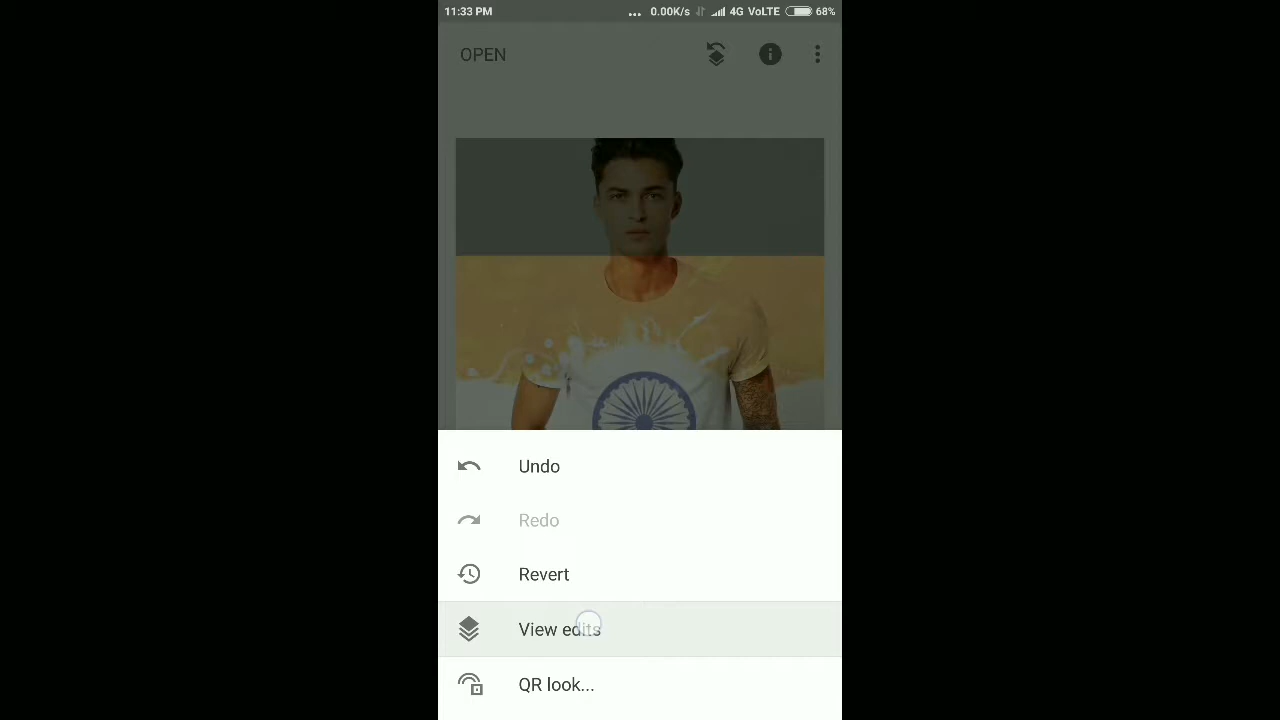 11:33 PM ... 0.00K/s 4G VoLTE 68%
OPEN
Undo
Redo
Revert
View edits
QR look...